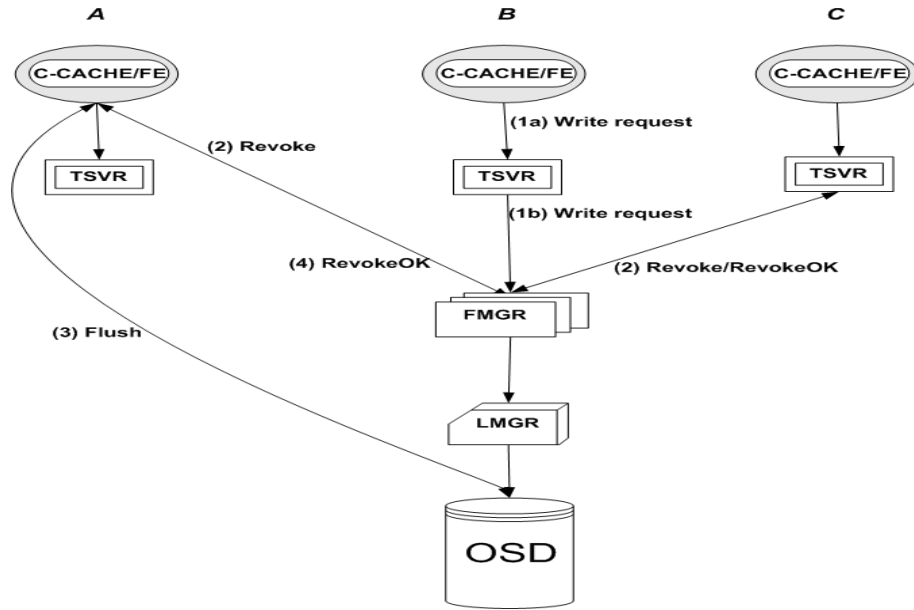 A B C
C-CACHE/FE C-CACHE/FE C-CACHE/FE
(1a) Write request
(2) Revoke
TSVR TSVR TSVR
(1b) Write request
(4) RevokeOK
(2) Revoke/RevokeOK
FMGR
(3) Flush
LMGR
OSD